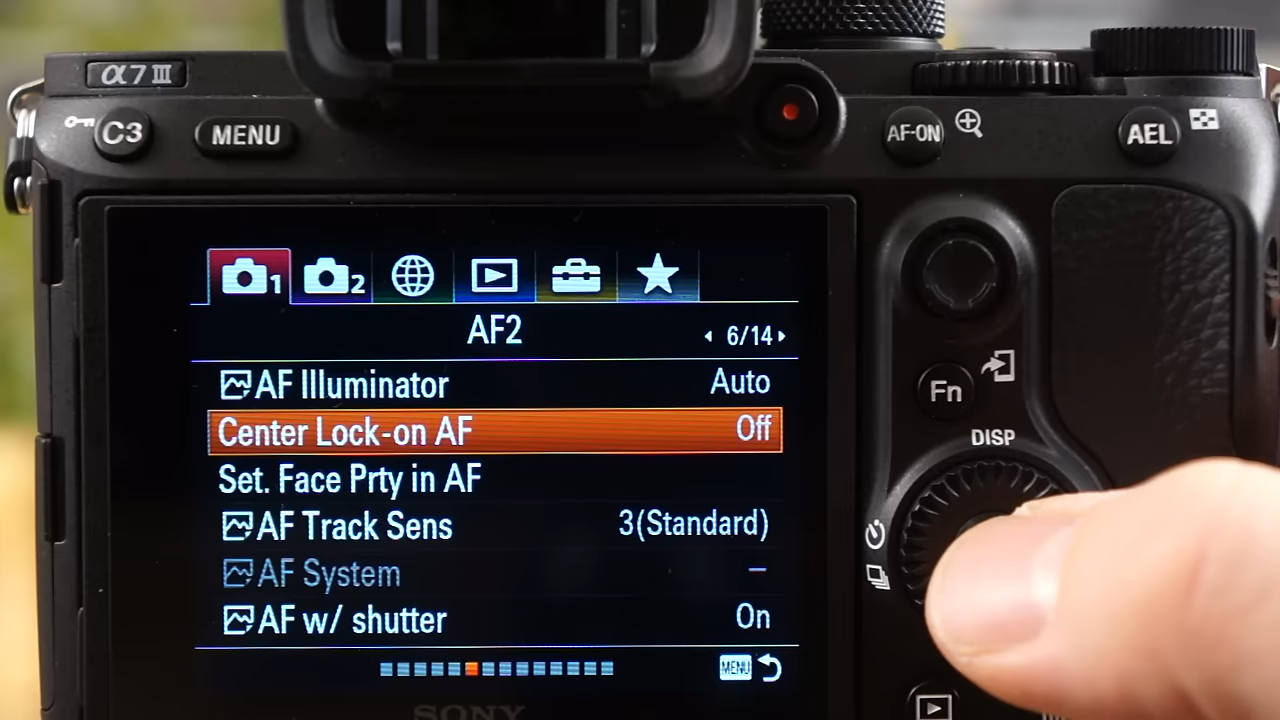 α7III
C3
MENU
AF-ON
AEL
1
2
AF2
6/14
AF Illuminator Auto
Center Lock-on AF Off
Set. Face Prty in AF
AF Track Sens 3(Standard)
AF System –
AF w/ shutter On
MENU
Fn
DISP
SONY